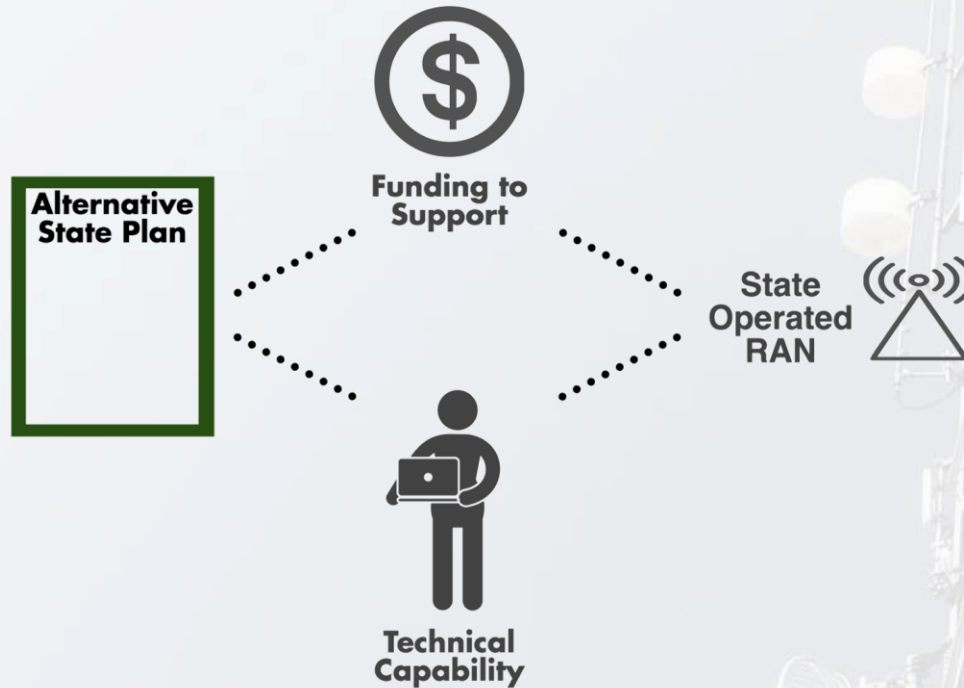 $
Funding to
Support
Alternative
State Plan
State
Operated
RAN
Technical
Capability